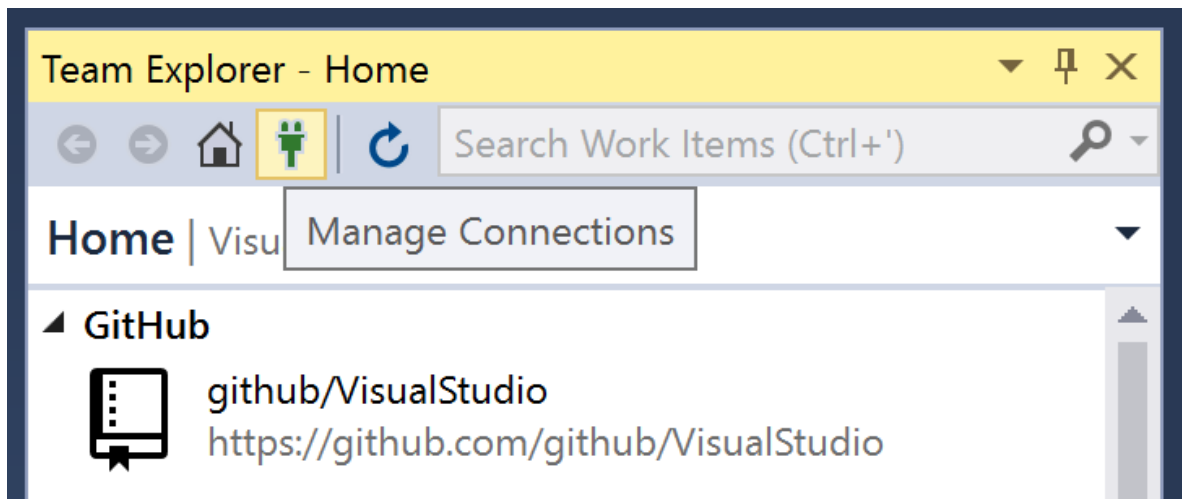 Team Explorer - Home
Search Work Items (Ctrl+')
Home | Visu
Manage Connections
GitHub
github/VisualStudio
https://github.com/github/VisualStudio